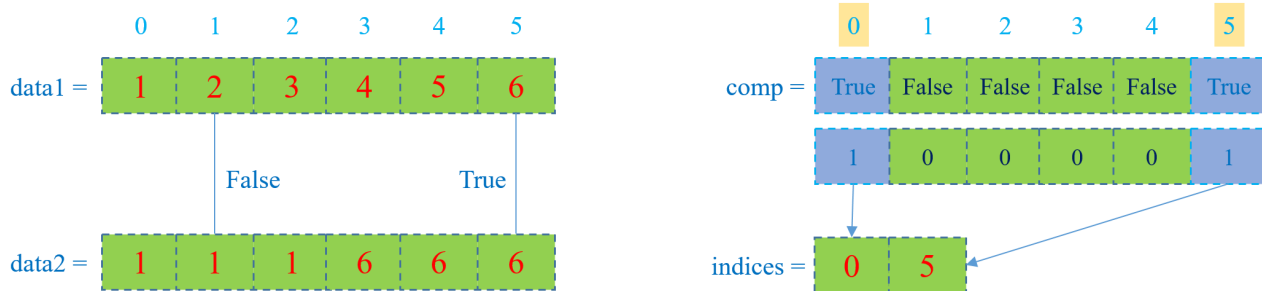 0 1 2 3 4 5
data1 = 1 2 3 4 5 6
False True
data2 = 1 1 1 6 6 6
0 1 2 3 4 5
comp = True False False False False True
1 0 0 0 0 1
indices = 0 5